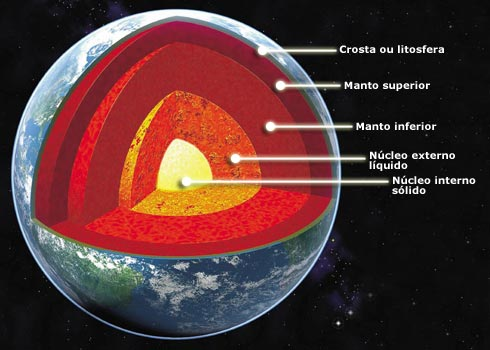 Crosta ou litosfera
Manto superior
Manto inferior
Núcleo externo
líquido
Núcleo interno
sólido